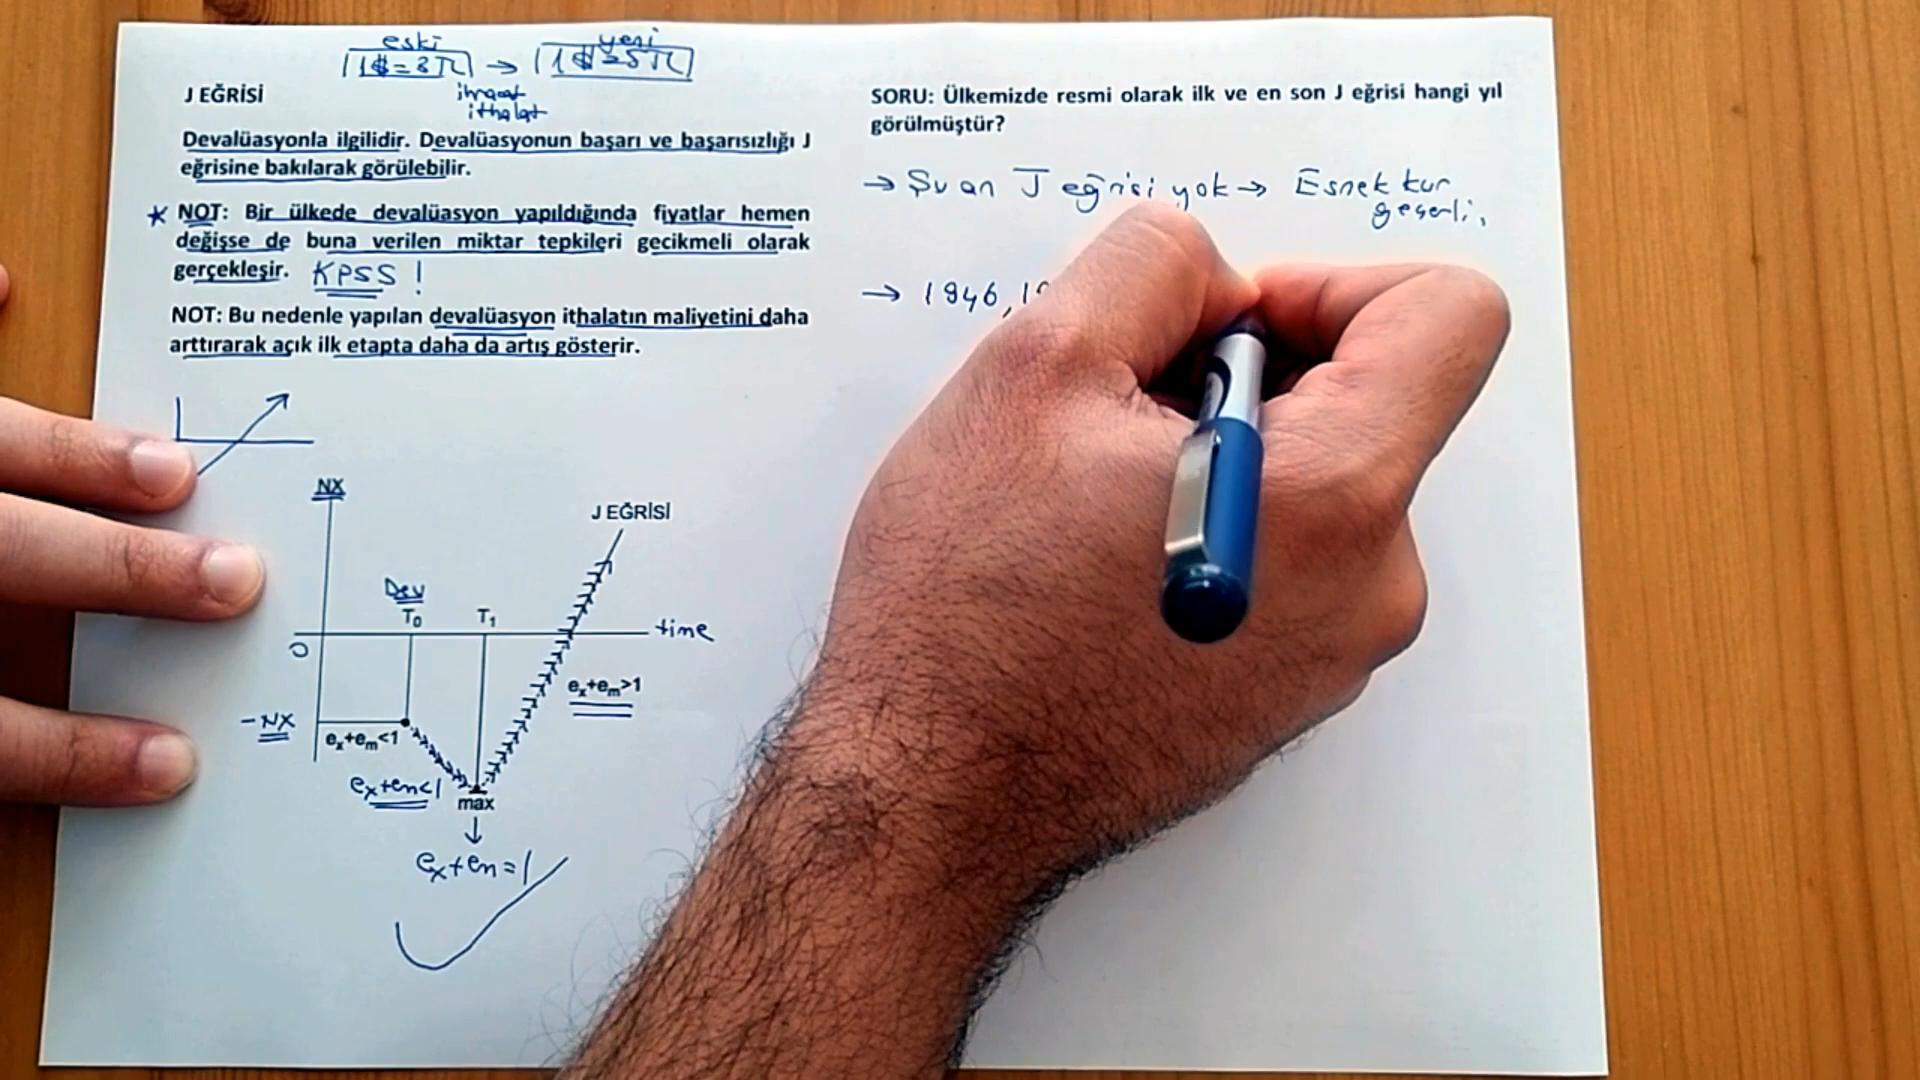 eski
yeni
1$=3TL → 1$=5TL
ihracat
ithalat
J EĞRİSİ
Devalüasyonla ilgilidir. Devalüasyonun başarı ve başarısızlığı J
eğrisine bakılarak görülebilir.
* NOT: Bir ülkede devalüasyon yapıldığında fiyatlar hemen
değişse de buna verilen miktar tepkileri gecikmeli olarak
gerçekleşir. KPSS !
NOT: Bu nedenle yapılan devalüasyon ithalatın maliyetini daha
arttırarak açık ilk etapta daha da artış gösterir.
NX
J EĞRİSİ
Dev
T0 T1
time
0
-NX
ex+em>1
ex+em<1
ex+em<1
max
↓
ex+em=1
SORU: Ülkemizde resmi olarak ilk ve en son J eğrisi hangi yıl
görülmüştür?
→ Şu an J eğrisi yok → Esnek kur
geçerli.
→ 1946,